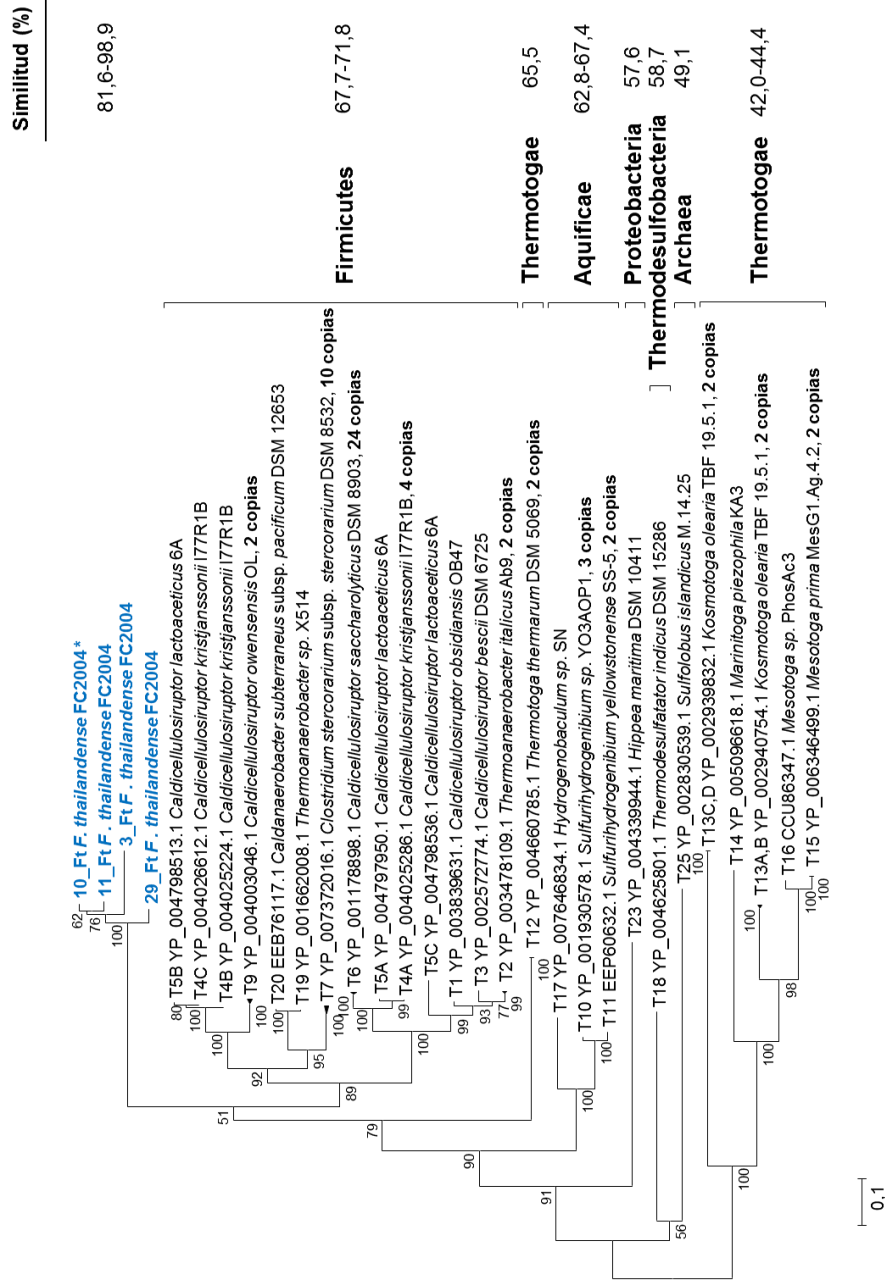 Similitud (%)
10_Ft F. thailandense FC2004*
11_Ft F. thailandense FC2004
3_Ft F. thailandense FC2004
29_Ft F. thailandense FC2004
81,6-98,9
T5B YP_004798513.1 Caldicellulosiruptor lactoaceticus 6A
T4C YP_004026612.1 Caldicellulosiruptor kristjanssonii I77R1B
T4B YP_004025224.1 Caldicellulosiruptor kristjanssonii I77R1B
T9 YP_004003046.1 Caldicellulosiruptor owensensis OL, 2 copias
T20 EEB76117.1 Caldanaerobacter subterraneus subsp. pacificum DSM 12653
T19 YP_001662008.1 Thermoanaerobacter sp. X514
T7 YP_007372016.1 Clostridium stercorarium subsp. stercorarium DSM 8532, 10 copias
T6 YP_001178898.1 Caldicellulosiruptor saccharolyticus DSM 8903, 24 copias
T5A YP_004797950.1 Caldicellulosiruptor lactoaceticus 6A
T4A YP_004025286.1 Caldicellulosiruptor kristjanssonii I77R1B, 4 copias
T5C YP_004798536.1 Caldicellulosiruptor lactoaceticus 6A
T1 YP_003839631.1 Caldicellulosiruptor obsidiansis OB47
T3 YP_002572774.1 Caldicellulosiruptor bescii DSM 6725
T2 YP_003478109.1 Thermoanaerobacter italicus Ab9, 2 copias
Firmicutes
67,7-71,8
T12 YP_004660785.1 Thermotoga thermarum DSM 5069, 2 copias
Thermotogae
65,5
T17 YP_007646834.1 Hydrogenobaculum sp. SN
T10 YP_001930578.1 Sulfurihydrogenibium sp. YO3AOP1, 3 copias
T11 EEP60632.1 Sulfurihydrogenibium yellowstonense SS-5, 2 copias
Aquificae
62,8-67,4
T23 YP_004339944.1 Hippea maritima DSM 10411
Proteobacteria
57,6
T18 YP_004625801.1 Thermodesulfatator indicus DSM 15286
Thermodesulfobacteria
58,7
T25 YP_002830539.1 Sulfolobus islandicus M.14.25
Archaea
49,1
T13C,D YP_002939832.1 Kosmotoga olearia TBF 19.5.1, 2 copias
T14 YP_005096618.1 Marinitoga piezophila KA3
T13A,B YP_002940754.1 Kosmotoga olearia TBF 19.5.1, 2 copias
T16 CCU86347.1 Mesotoga sp. PhosAc3
T15 YP_006346499.1 Mesotoga prima MesG1.Ag.4.2, 2 copias
Thermotogae
42,0-44,4
62
76
100
80
100
100
100
100
95
92
100
100
100
99
100
99
93
77
99
89
51
100
79
100
100
90
91
56
100
100
100
100
98
100
100
0,1